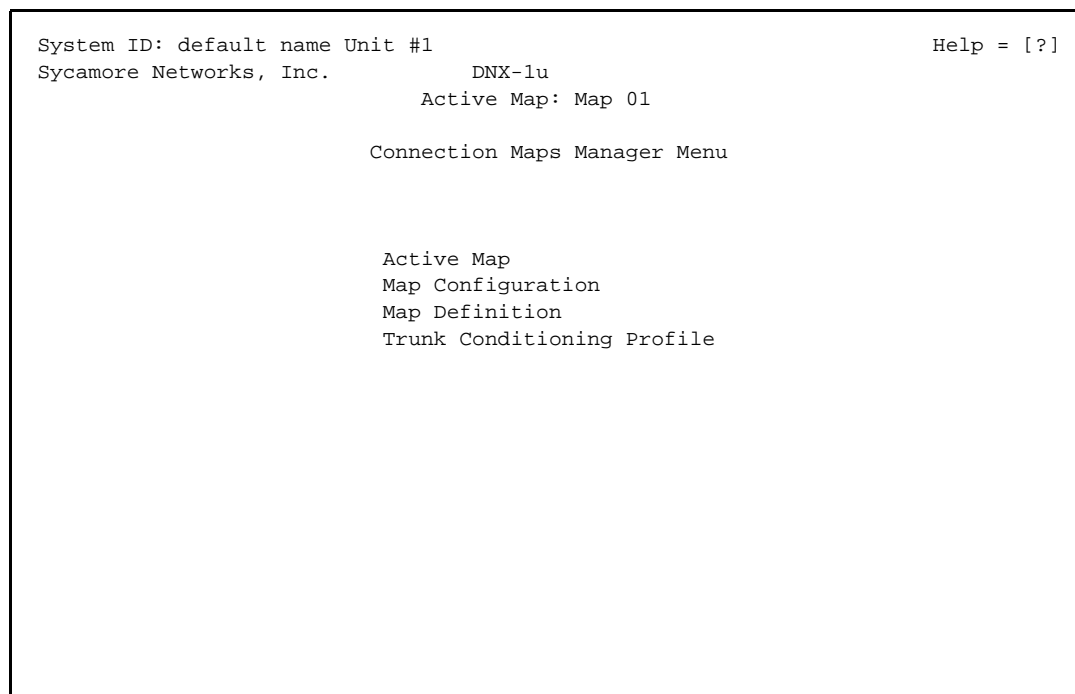 System ID: default name Unit #1 Help = [?]
Sycamore Networks, Inc. DNX-1u
Active Map: Map 01
Connection Maps Manager Menu
Active Map
Map Configuration
Map Definition
Trunk Conditioning Profile